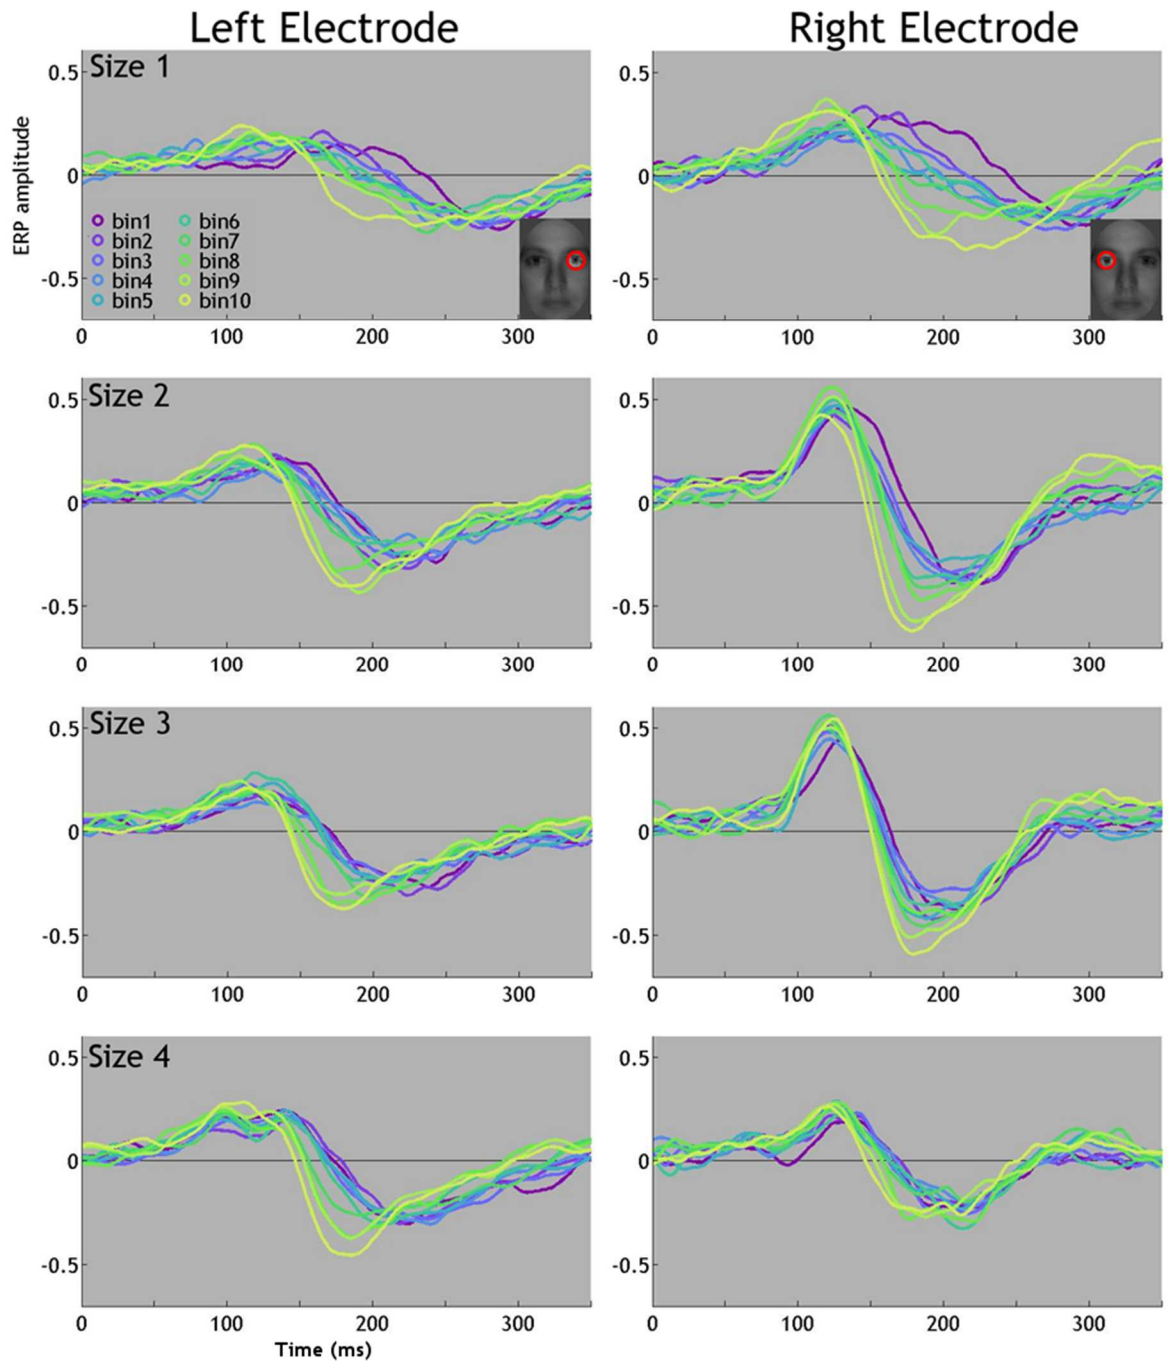 Left Electrode Right Electrode
Size 1
0.5 0.5
ERP amplitude
0 0
bin1 bin6
bin2 bin7
bin3 bin8
bin4 bin9
bin5 bin10
-0.5 -0.5
0 100 200 300 0 100 200 300
Size 2
0.5 0.5
0 0
-0.5 -0.5
0 100 200 300 0 100 200 300
Size 3
0.5 0.5
0 0
-0.5 -0.5
0 100 200 300 0 100 200 300
Size 4
0.5 0.5
0 0
-0.5 -0.5
0 100 200 300 0 100 200 300
Time (ms)